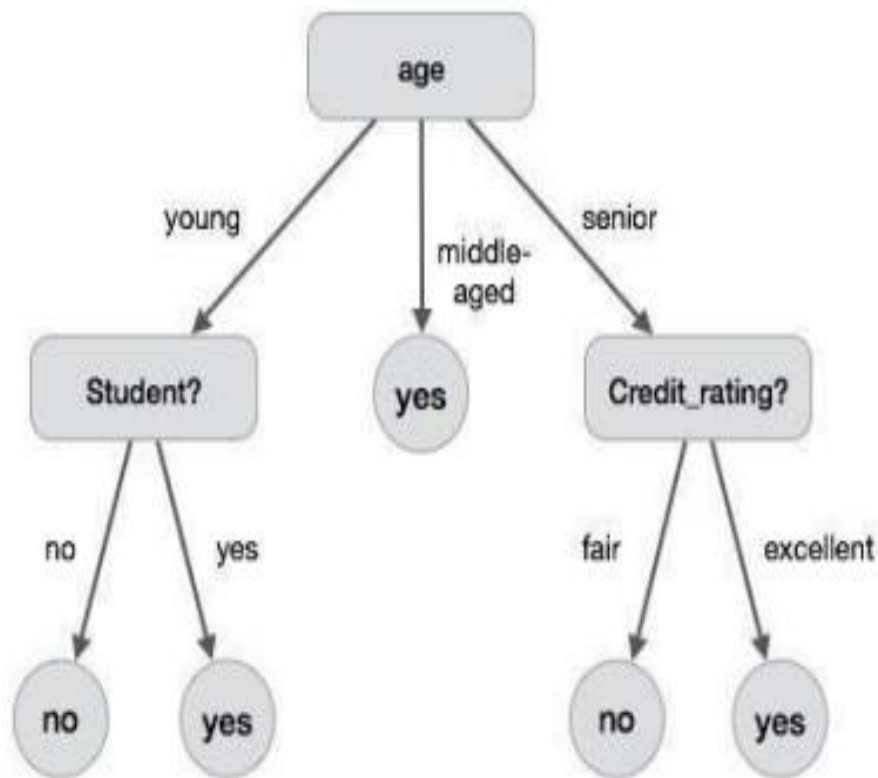 age
young
senior
middle-
aged
Student?
yes
Credit_rating?
no
yes
fair
excellent
no
yes
no
yes